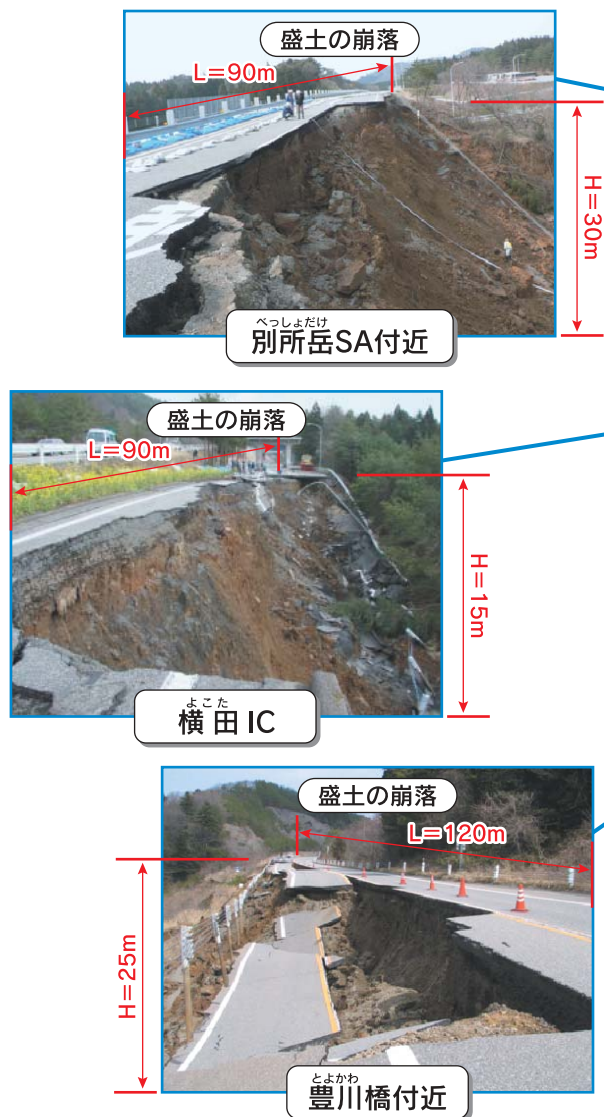 盛土の崩落
L=90m
H=30m
べっしょだけ
別所岳SA付近
盛土の崩落
L=90m
H=15m
よこた
横田IC
盛土の崩落
L=120m
H=25m
とよかわ
豊川橋付近